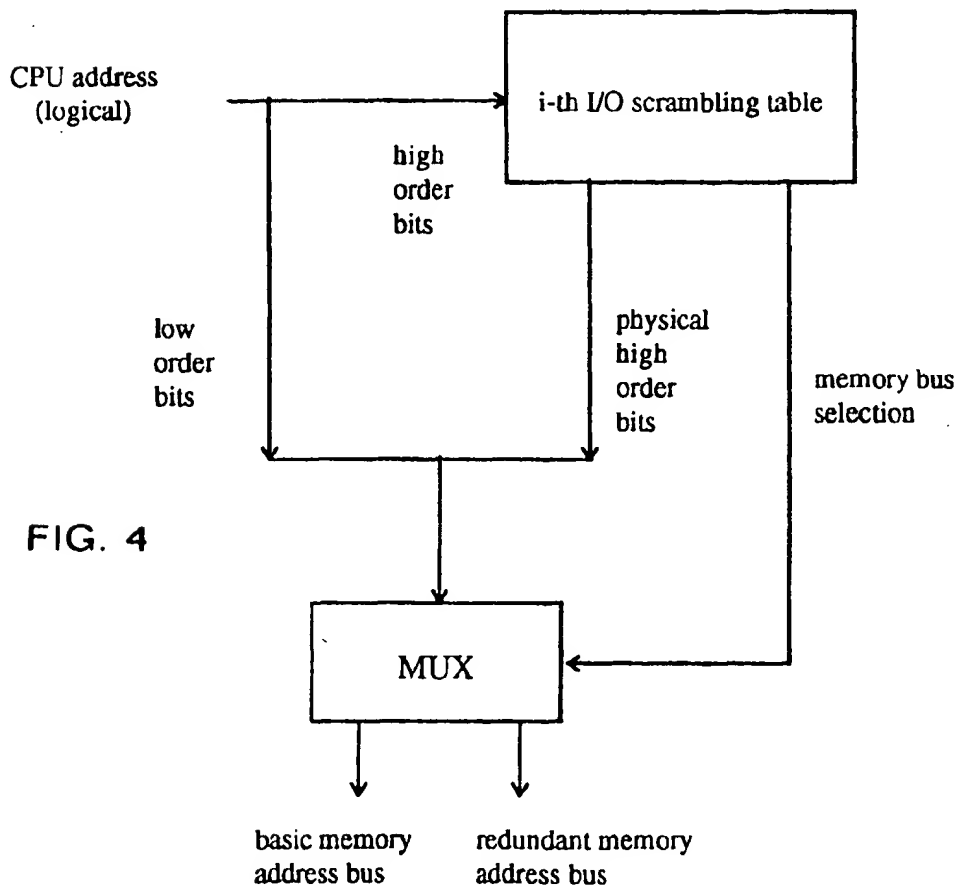 CPU address
(logical)
i-th I/O scrambling table
high
order
bits
low
order
bits
physical
high
order
bits
memory bus
selection
FIG. 4
MUX
basic memory
address bus
redundant memory
address bus